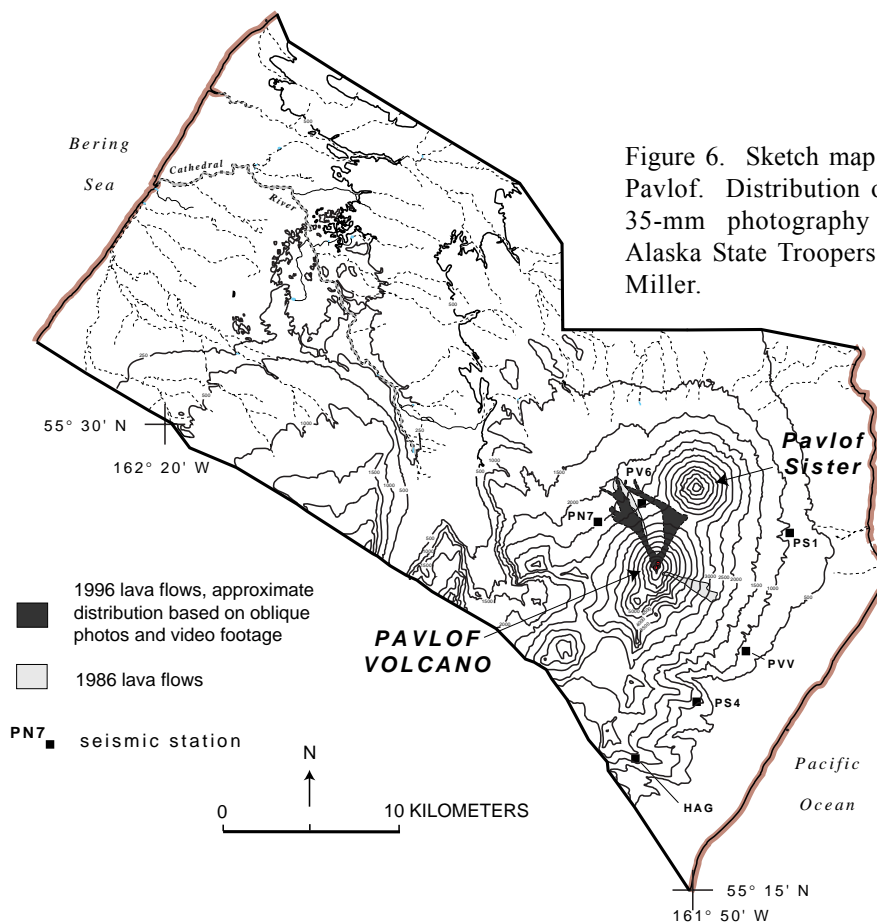 Bering
Sea
Cathedral
River
Figure 6. Sketch map
Pavlof. Distribution o
35-mm photography
Alaska State Troopers
Miller.
55° 30' N
162° 20' W
Pavlof
Sister
PV6
PN7
PS1
PAVLOF
VOLCANO
PVV
PS4
HAG
1996 lava flows, approximate
distribution based on oblique
photos and video footage
1986 lava flows
PN7
seismic station
N
0 10 KILOMETERS
Pacific
Ocean
55° 15' N
161° 50' W